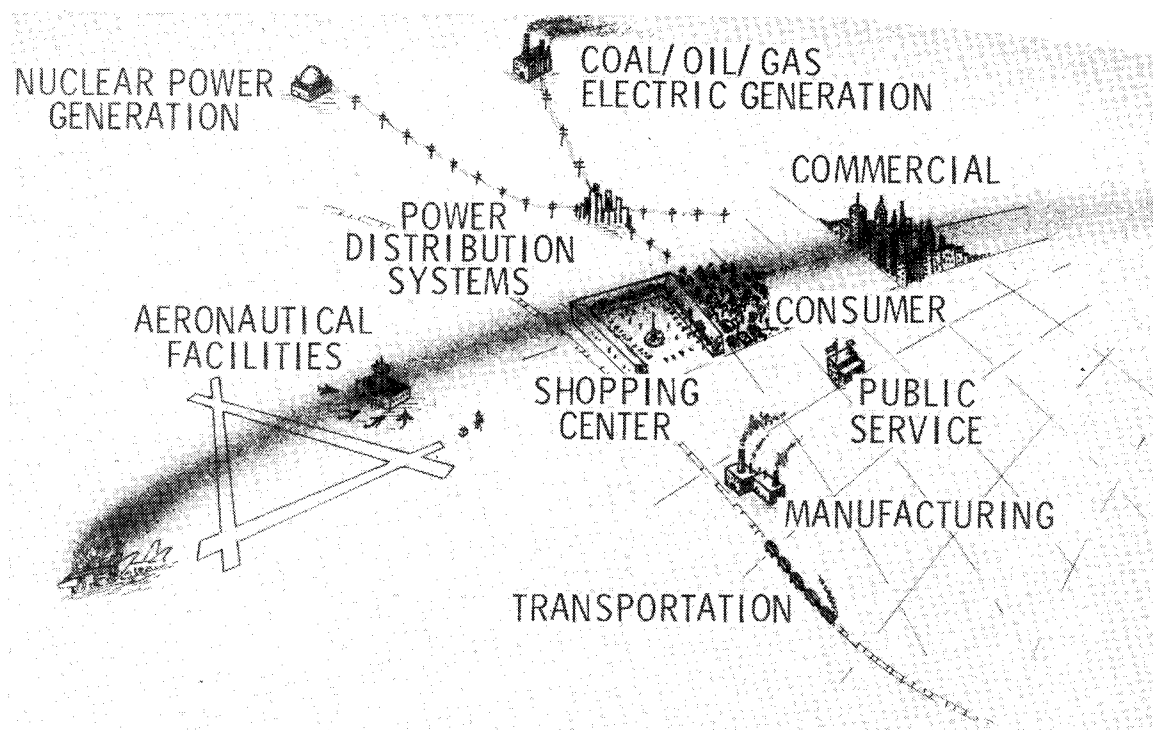 NUCLEAR POWER
GENERATION
COAL/OIL/GAS
ELECTRIC GENERATION
COMMERCIAL
POWER
DISTRIBUTION
SYSTEMS
AERONAUTICAL
FACILITIES
CONSUMER
SHOPPING
CENTER
PUBLIC
SERVICE
MANUFACTURING
TRANSPORTATION